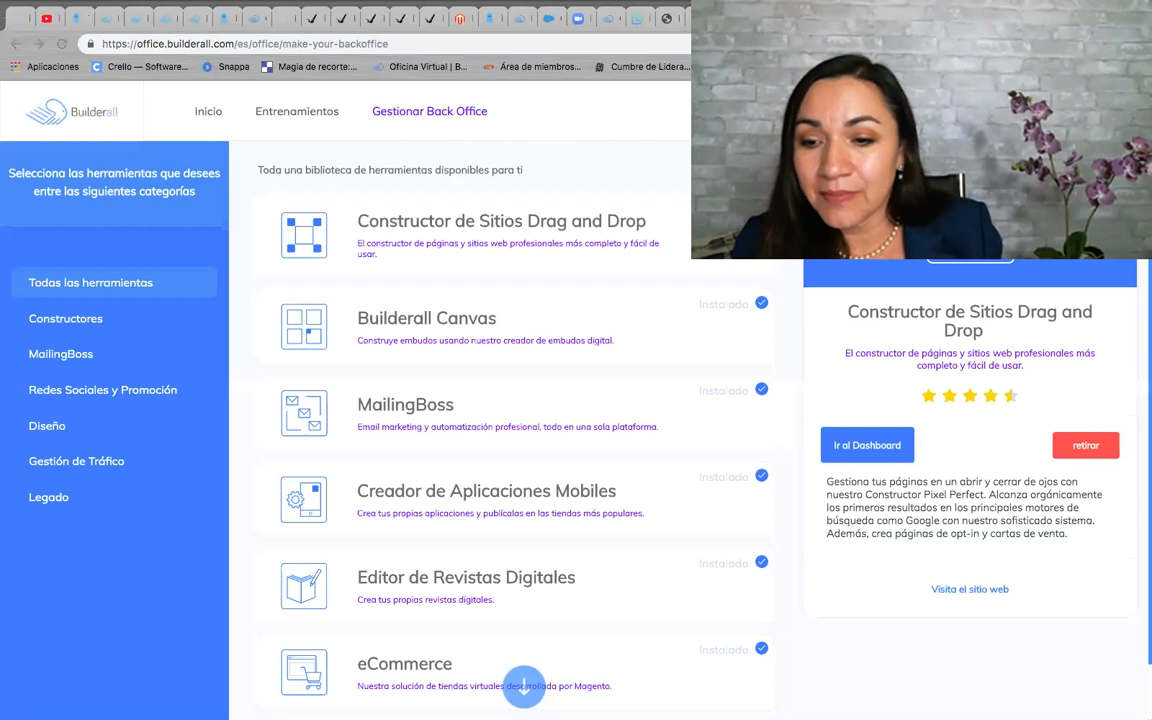 https://office.builderall.com/es/office/make-your-backoffice
Aplicaciones
Crello — Software...
Snappa
Magia de recorte:...
Oficina Virtual | B...
Área de miembros...
Cumbre de Lidera...
Builderall
Inicio
Entrenamientos
Gestionar Back Office
Selecciona las herramientas que desees
entre las siguientes categorías
Todas las herramientas
Constructores
MailingBoss
Redes Sociales y Promoción
Diseño
Gestión de Tráfico
Legado
Toda una biblioteca de herramientas disponibles para ti
Constructor de Sitios Drag and Drop
El constructor de páginas y sitios web profesionales más completo y fácil de
usar.
Instalado
Builderall Canvas
Construye embudos usando nuestro creador de embudos digital.
Instalado
MailingBoss
Email marketing y automatización profesional, todo en una sola plataforma.
Instalado
Creador de Aplicaciones Mobiles
Crea tus propias aplicaciones y publícalas en las tiendas más populares.
Instalado
Editor de Revistas Digitales
Crea tus propias revistas digitales.
Instalado
eCommerce
Nuestra solución de tiendas virtuales desarrollada por Magento.
Constructor de Sitios Drag and
Drop
El constructor de páginas y sitios web profesionales más
completo y fácil de usar.
Ir al Dashboard
retirar
Gestiona tus páginas en un abrir y cerrar de ojos con
nuestro Constructor Pixel Perfect. Alcanza orgánicamente
los primeros resultados en los principales motores de
búsqueda como Google con nuestro sofisticado sistema.
Además, crea páginas de opt-in y cartas de venta.
Visita el sitio web